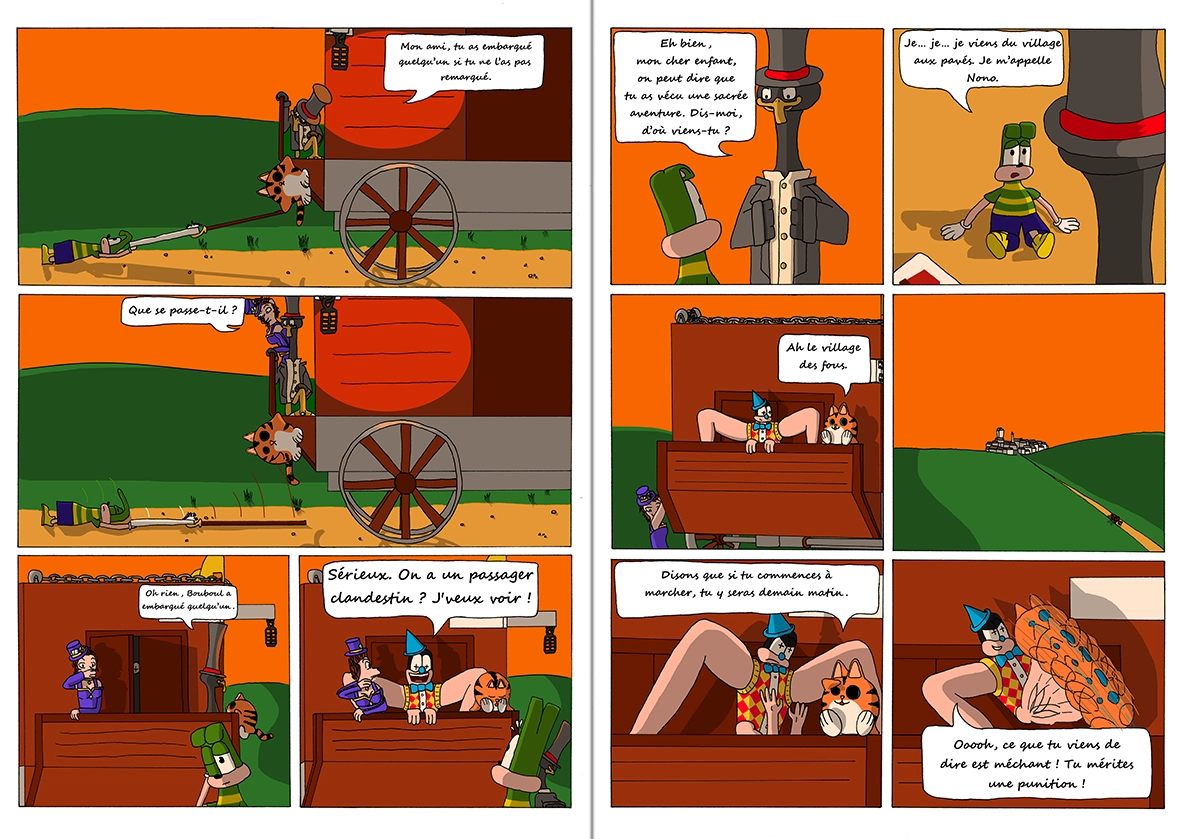 Mon ami, tu as embarqué
quelqu'un si tu ne l'as pas
remarqué.
Que se passe-t-il ?
Oh rien, Bouboul a
embarqué quelqu'un.
Sérieux. On a un passager
clandestin ? J'veux voir !
Eh bien,
mon cher enfant,
on peut dire que
tu as vécu une sacrée
aventure. Dis-moi,
d'où viens-tu ?
Je... je... je viens du village
aux pavés. Je m'appelle
Nono.
Ah le village
des fous.
Disons que si tu commences à
marcher, tu y seras demain matin.
Ooooh, ce que tu viens de
dire est méchant ! Tu mérites
une punition !